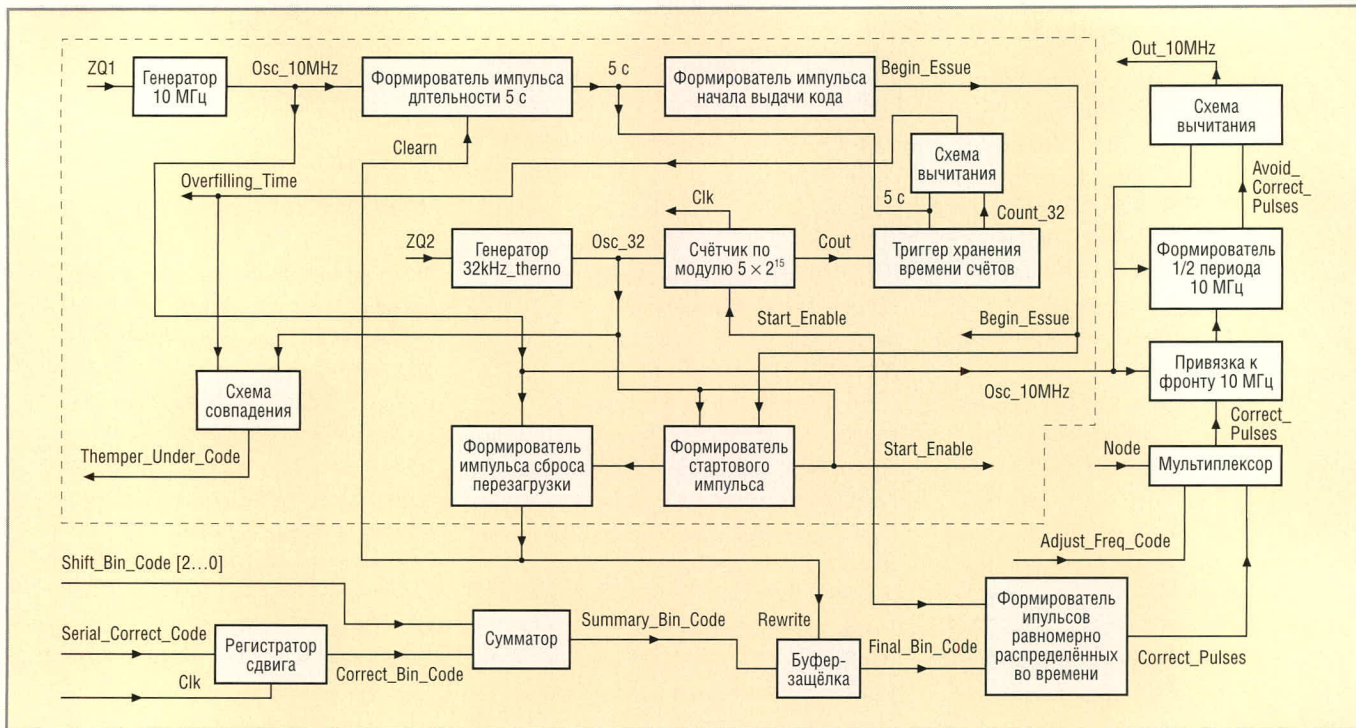 ZQ1
Генератор
10 МГц
Osc_10MHz
Формирователь импульса
длтельности 5 с
5 с
Формирователь импульса
начала выдачи кода
Begin_Essue
Out_10MHz
Схема
вычитания
Clearn
Схема
вычитания
Overfilling_Time
5 с
Count_32
Avoid_
Correct_
Pulses
ZQ2
Генератор
32kHz_therno
Osc_32
Clk
Счётчик по
модулю 5 × 2¹⁵
Cout
Триггер хранения
времени счётов
Формирователь
1/2 периода
10 МГц
Start_Enable
Begin_Essue
Схема
совпадения
Привязка к
фронту 10 МГц
Osc_10MHz
Correct_
Pulses
Themper_Under_Code
Формирователь
импульса сброса
перезагрузки
Формирователь
стартового
импульса
Start_Enable
Node
Мультиплексор
Adjust_Freq_Code
Shift_Bin_Code [2...0]
Serial_Correct_Code
Регистратор
сдвига
Clk
Correct_Bin_Code
Сумматор
Summary_Bin_Code
Rewrite
Буфер-
защёлка
Final_Bin_Code
Формирователь
ипульсов
равномерно
распределённых
во времени
Correct_Pulses